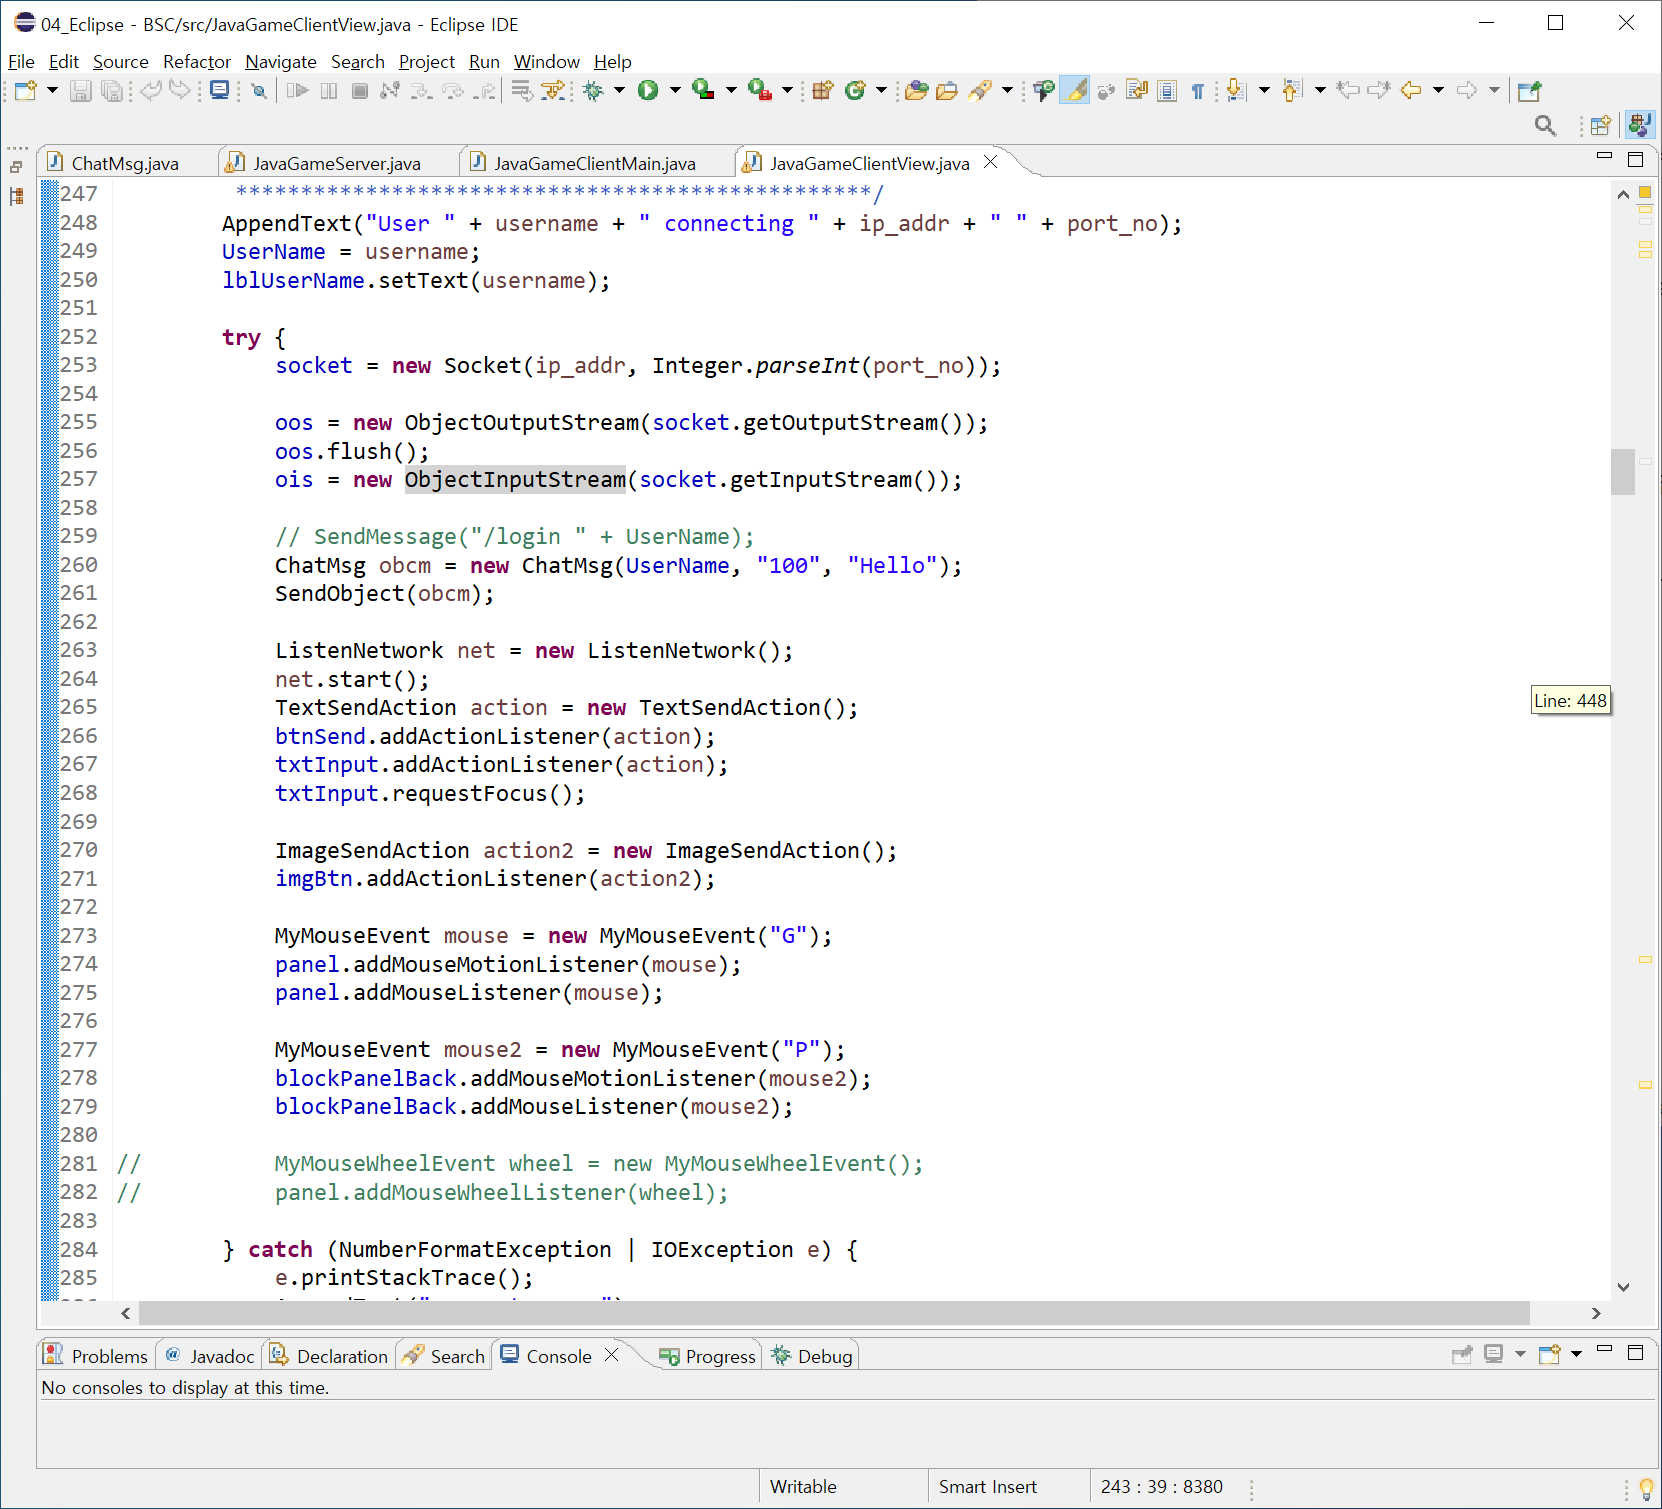 04_Eclipse - BSC/src/JavaGameClientView.java - Eclipse IDE
File Edit Source Refactor Navigate Search Project Run Window Help
ChatMsg.java JavaGameServer.java JavaGameClientMain.java JavaGameClientView.java
247 *************************************************/
248 AppendText("User " + username + " connecting " + ip_addr + " " + port_no);
249 UserName = username;
250 lblUserName.setText(username);
251
252 try {
253 socket = new Socket(ip_addr, Integer.parseInt(port_no));
254
255 oos = new ObjectOutputStream(socket.getOutputStream());
256 oos.flush();
257 ois = new ObjectInputStream(socket.getInputStream());
258
259 // SendMessage("/login " + UserName);
260 ChatMsg obcm = new ChatMsg(UserName, "100", "Hello");
261 SendObject(obcm);
262
263 ListenNetwork net = new ListenNetwork();
264 net.start();
265 TextSendAction action = new TextSendAction();
266 btnSend.addActionListener(action);
267 txtInput.addActionListener(action);
268 txtInput.requestFocus();
269
270 ImageSendAction action2 = new ImageSendAction();
271 imgBtn.addActionListener(action2);
272
273 MyMouseEvent mouse = new MyMouseEvent("G");
274 panel.addMouseMotionListener(mouse);
275 panel.addMouseListener(mouse);
276
277 MyMouseEvent mouse2 = new MyMouseEvent("P");
278 blockPanelBack.addMouseMotionListener(mouse2);
279 blockPanelBack.addMouseListener(mouse2);
280
281 // MyMouseWheelEvent wheel = new MyMouseWheelEvent();
282 // panel.addMouseWheelListener(wheel);
283
284 } catch (NumberFormatException | IOException e) {
285 e.printStackTrace();
Line: 448
Problems Javadoc Declaration Search Console Progress Debug
No consoles to display at this time.
Writable Smart Insert 243 : 39 : 8380